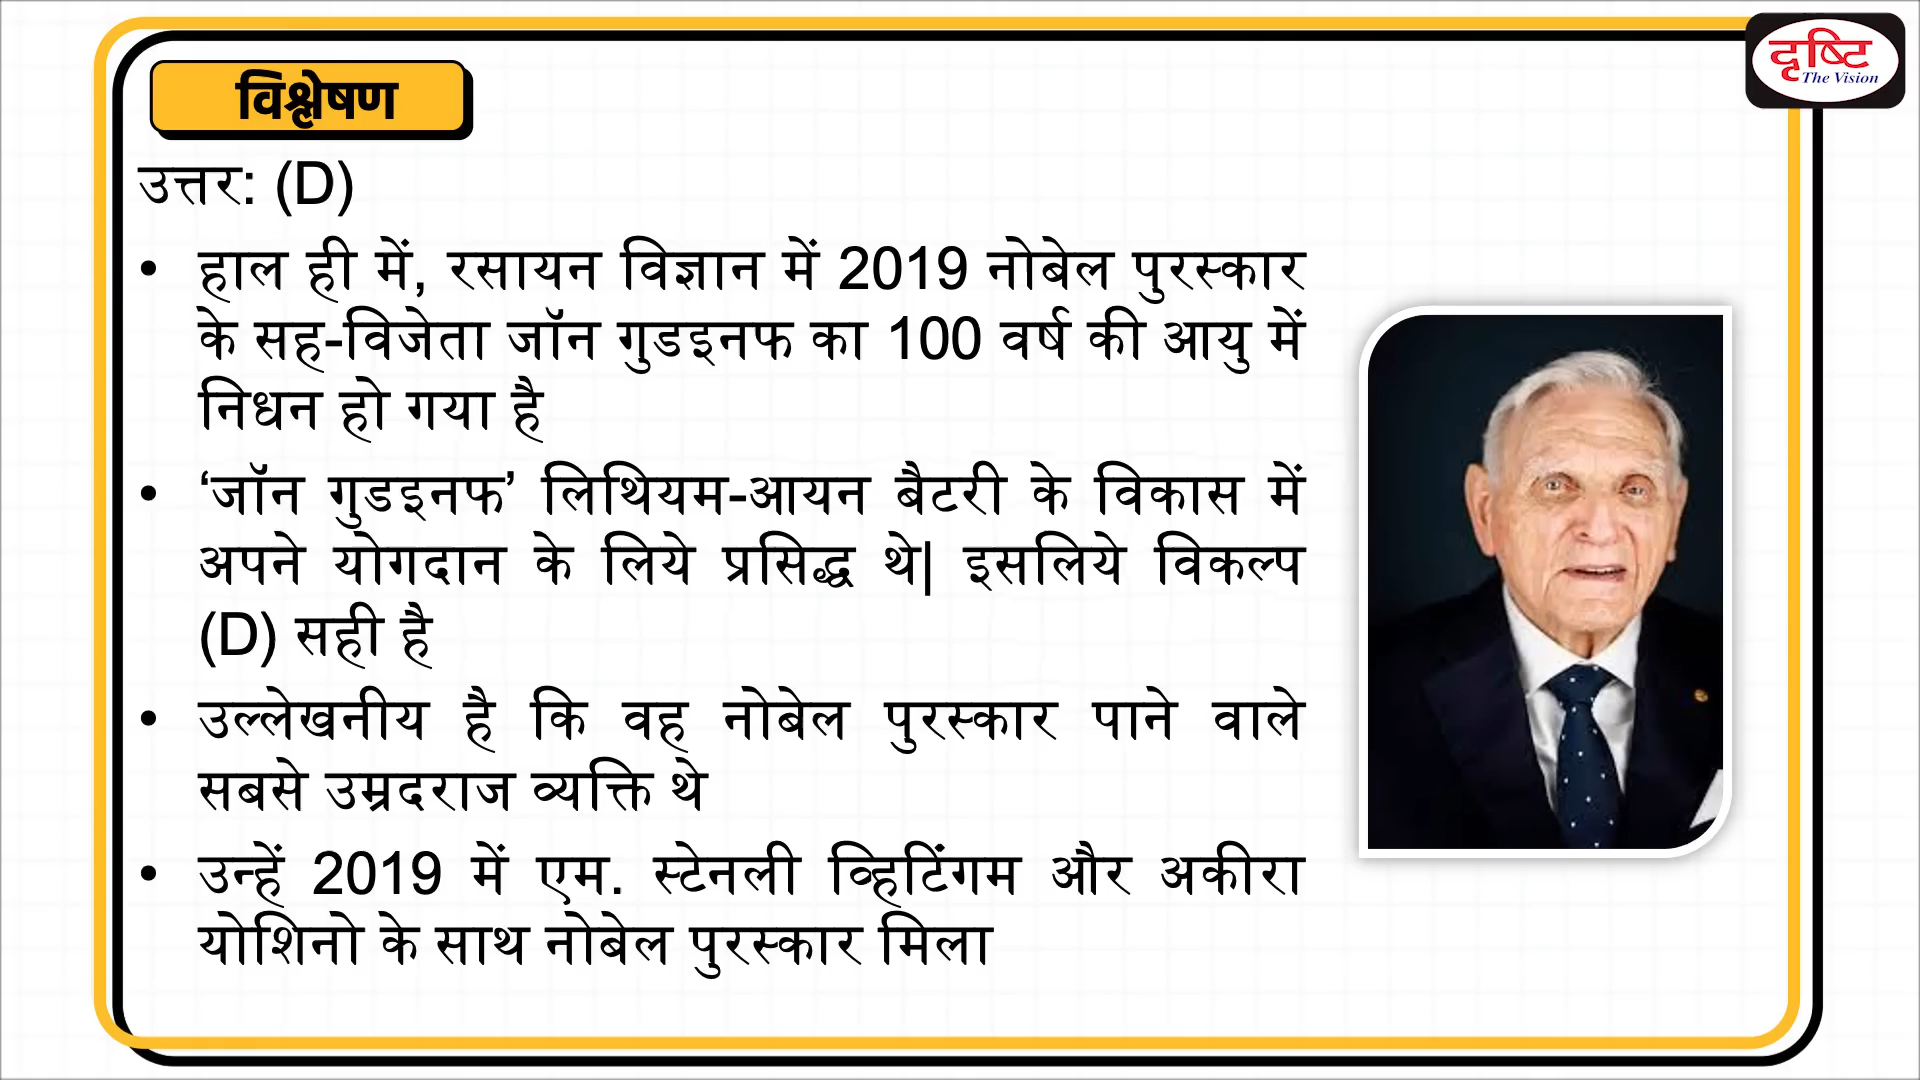 दृष्टि
The Vision
विश्लेषण
उत्तर: (D)
• हाल ही में, रसायन विज्ञान में 2019 नोबेल पुरस्कार
के सह-विजेता जॉन गुडइनफ का 100 वर्ष की आयु में
निधन हो गया है
• ‘जॉन गुडइनफ’ लिथियम-आयन बैटरी के विकास में
अपने योगदान के लिये प्रसिद्ध थे| इसलिये विकल्प
(D) सही है
• उल्लेखनीय है कि वह नोबेल पुरस्कार पाने वाले
सबसे उम्रदराज व्यक्ति थे
• उन्हें 2019 में एम. स्टेनली व्हिटिंगम और अकीरा
योशिनो के साथ नोबेल पुरस्कार मिला